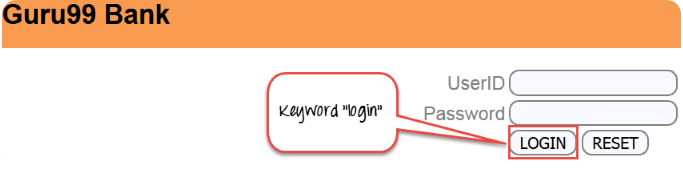 Guru99 Bank
UserID
Keyword "login"
Password
LOGIN RESET